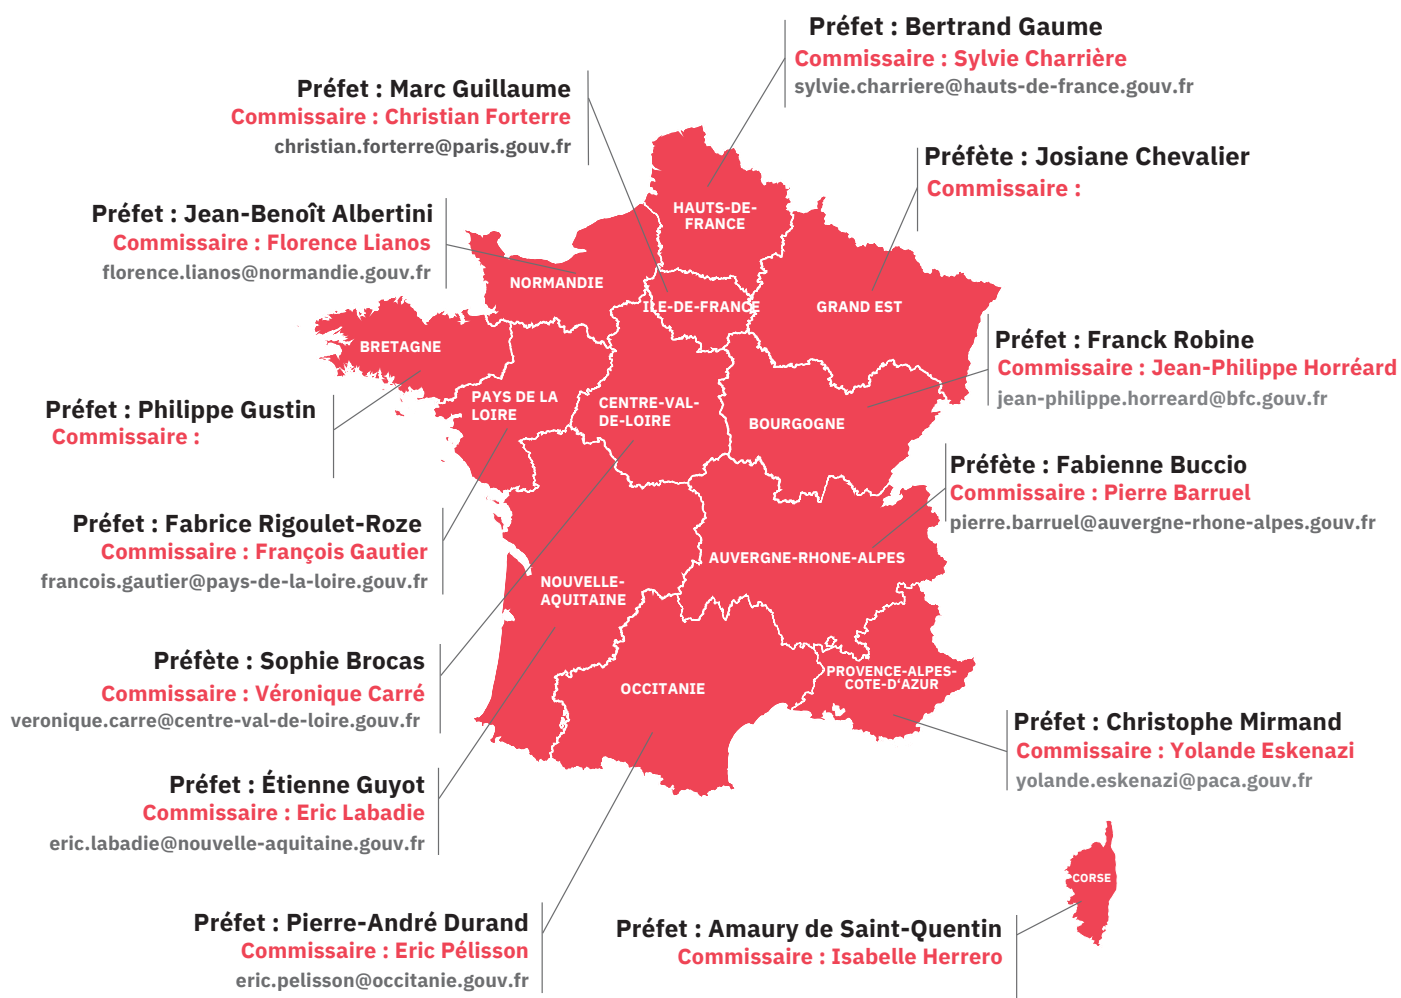 Préfet : Bertrand Gaume
Commissaire : Sylvie Charrière
sylvie.charriere@hauts-de-france.gouv.fr
Préfet : Marc Guillaume
Commissaire : Christian Forterre
christian.forterre@paris.gouv.fr
Préfète : Josiane Chevalier
Commissaire :
Préfet : Jean-Benoît Albertini
Commissaire : Florence Lianos
florence.lianos@normandie.gouv.fr
HAUTS-DE-
FRANCE
NORMANDIE
ILE-DE-FRANCE
GRAND EST
BRETAGNE
Préfet : Franck Robine
Commissaire : Jean-Philippe Horréard
jean-philippe.horreard@bfc.gouv.fr
PAYS DE LA
LOIRE
CENTRE-VAL-
DE-LOIRE
BOURGOGNE
Préfet : Philippe Gustin
Commissaire :
Préfète : Fabienne Buccio
Commissaire : Pierre Barruel
pierre.barruel@auvergne-rhone-alpes.gouv.fr
Préfet : Fabrice Rigoulet-Roze
Commissaire : François Gautier
francois.gautier@pays-de-la-loire.gouv.fr
AUVERGNE-RHONE-ALPES
NOUVELLE-
AQUITAINE
Préfète : Sophie Brocas
Commissaire : Véronique Carré
veronique.carre@centre-val-de-loire.gouv.fr
OCCITANIE
PROVENCE-ALPES-
COTE-D'AZUR
Préfet : Christophe Mirmand
Commissaire : Yolande Eskenazi
yolande.eskenazi@paca.gouv.fr
Préfet : Étienne Guyot
Commissaire : Eric Labadie
eric.labadie@nouvelle-aquitaine.gouv.fr
CORSE
Préfet : Pierre-André Durand
Commissaire : Eric Pélisson
eric.pelisson@occitanie.gouv.fr
Préfet : Amaury de Saint-Quentin
Commissaire : Isabelle Herrero